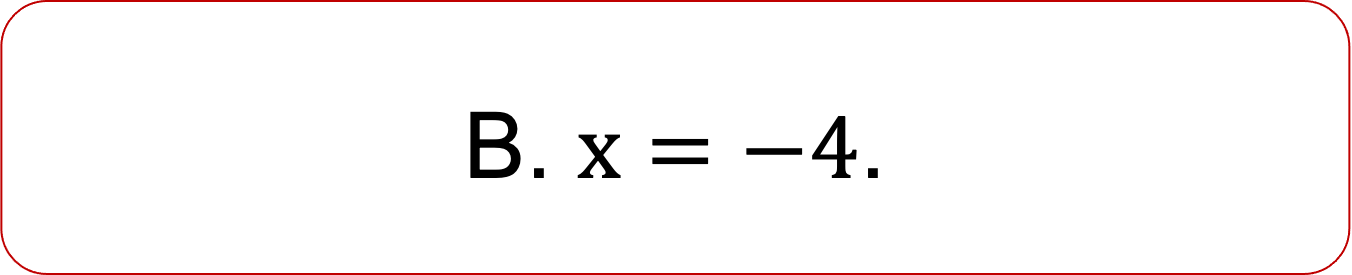 B. x = −4.